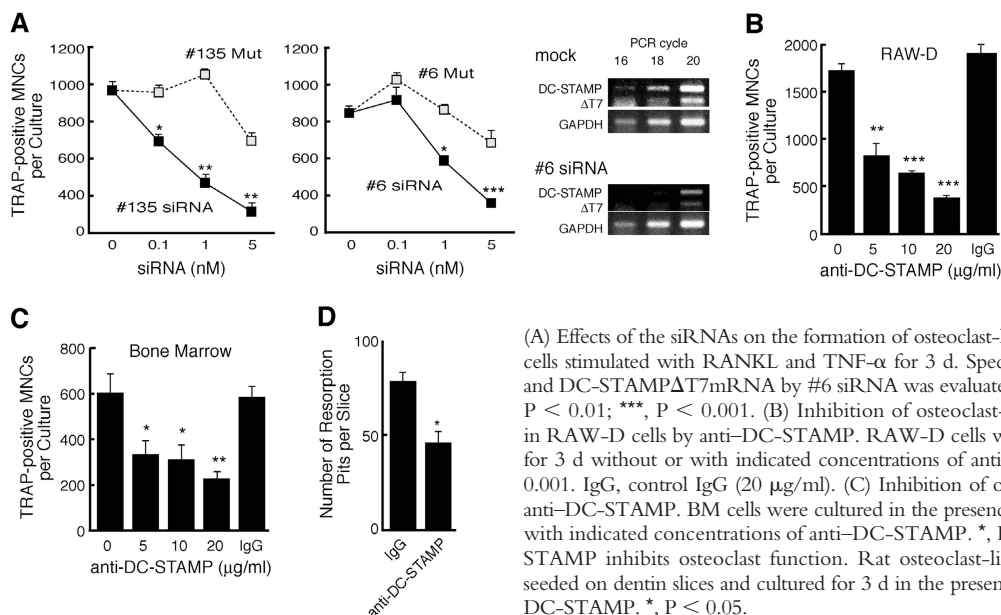 A
TRAP-positive MNCs
per Culture
1200
1000
800
600
400
200
#135 Mut
*
**
**
#135 siRNA
0 0.1 1 5
siRNA (nM)
1200
1000
800
600
400
200
0
#6 Mut
*
***
#6 siRNA
0 0.1 1 5
siRNA (nM)
mock
PCR cycle
16 18 20
DC-STAMP
ΔT7
GAPDH
#6 siRNA
DC-STAMP
ΔT7
GAPDH
B
RAW-D
TRAP-positive MNCs
per Culture
2000
1500
1000
500
0
**
***
***
0 5 10 20 IgG
anti-DC-STAMP (μg/ml)
C
Bone Marrow
TRAP-positive MNCs
per Culture
800
600
400
200
0
*
*
**
0 5 10 20 IgG
anti-DC-STAMP (μg/ml)
D
Number of Resorption
Pits per Slice
100
50
0
*
IgG
anti-DC-STAMP
(A) Effects of the siRNAs on the formation of osteoclast-
cells stimulated with RANKL and TNF-α for 3 d. Spec
and DC-STAMPΔT7mRNA by #6 siRNA was evaluate
P < 0.01; ***, P < 0.001. (B) Inhibition of osteoclast-
in RAW-D cells by anti–DC-STAMP. RAW-D cells w
for 3 d without or with indicated concentrations of anti
0.001. IgG, control IgG (20 μg/ml). (C) Inhibition of o
anti–DC-STAMP. BM cells were cultured in the presen
with indicated concentrations of anti–DC-STAMP. *,
STAMP inhibits osteoclast function. Rat osteoclast-li
seeded on dentin slices and cultured for 3 d in the presen
DC-STAMP. *, P < 0.05.